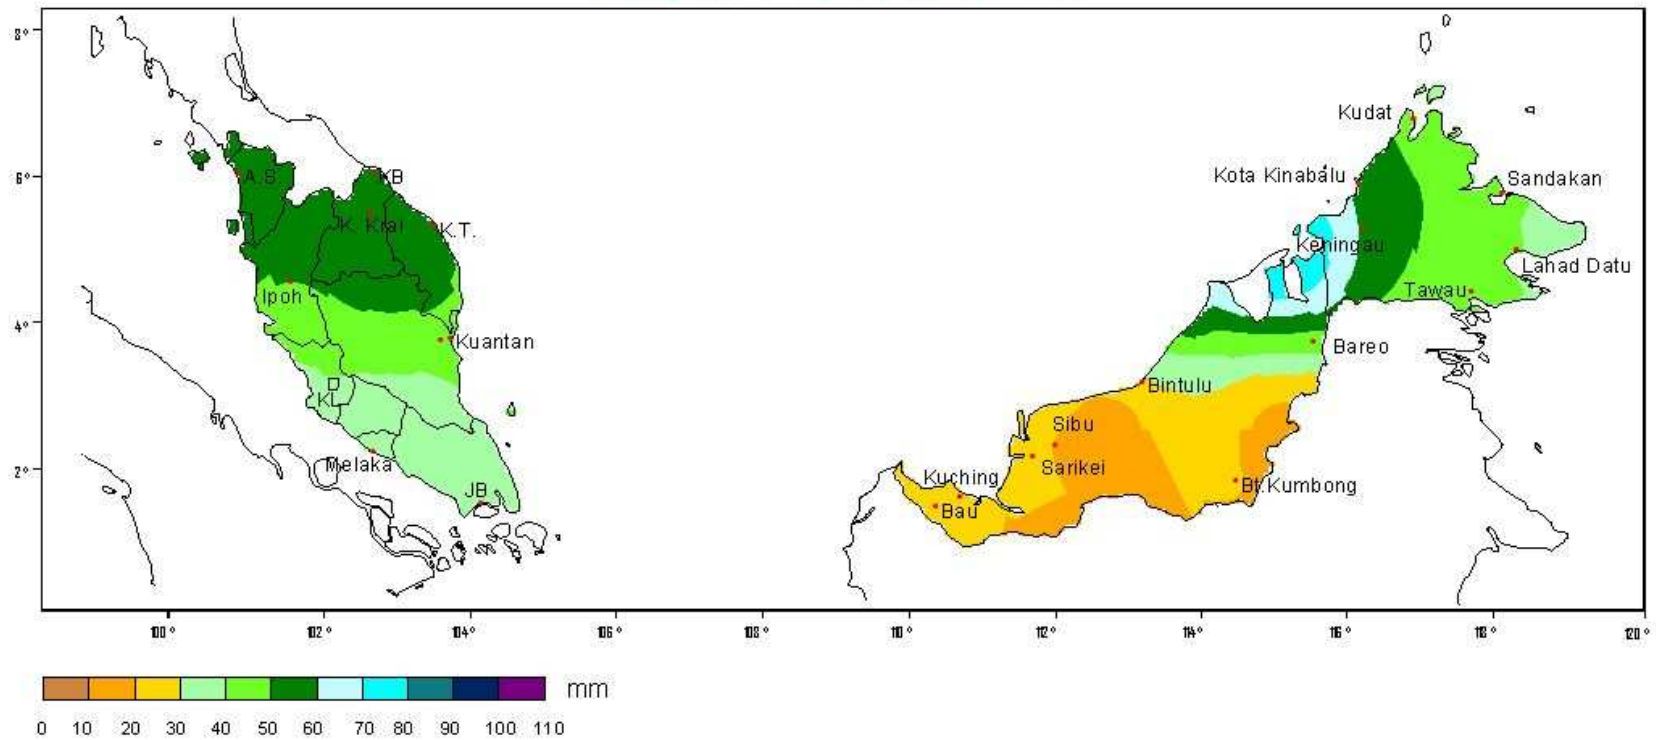 8°
6°
4°
2°
A.S.
KB
K. Krai
K.T.
Ipoh
Kuantan
KL
Melaka
JB
Kudat
Kota Kinabalu
Sandakan
Keningau
Lahad Datu
Tawau
Bareo
Bintulu
Sibu
Sarikei
Kuching
Bau
Bt.Kumbong
100° 102° 104° 106° 108° 110° 112° 114° 116° 118° 120°
mm
0 10 20 30 40 50 60 70 80 90 100 110